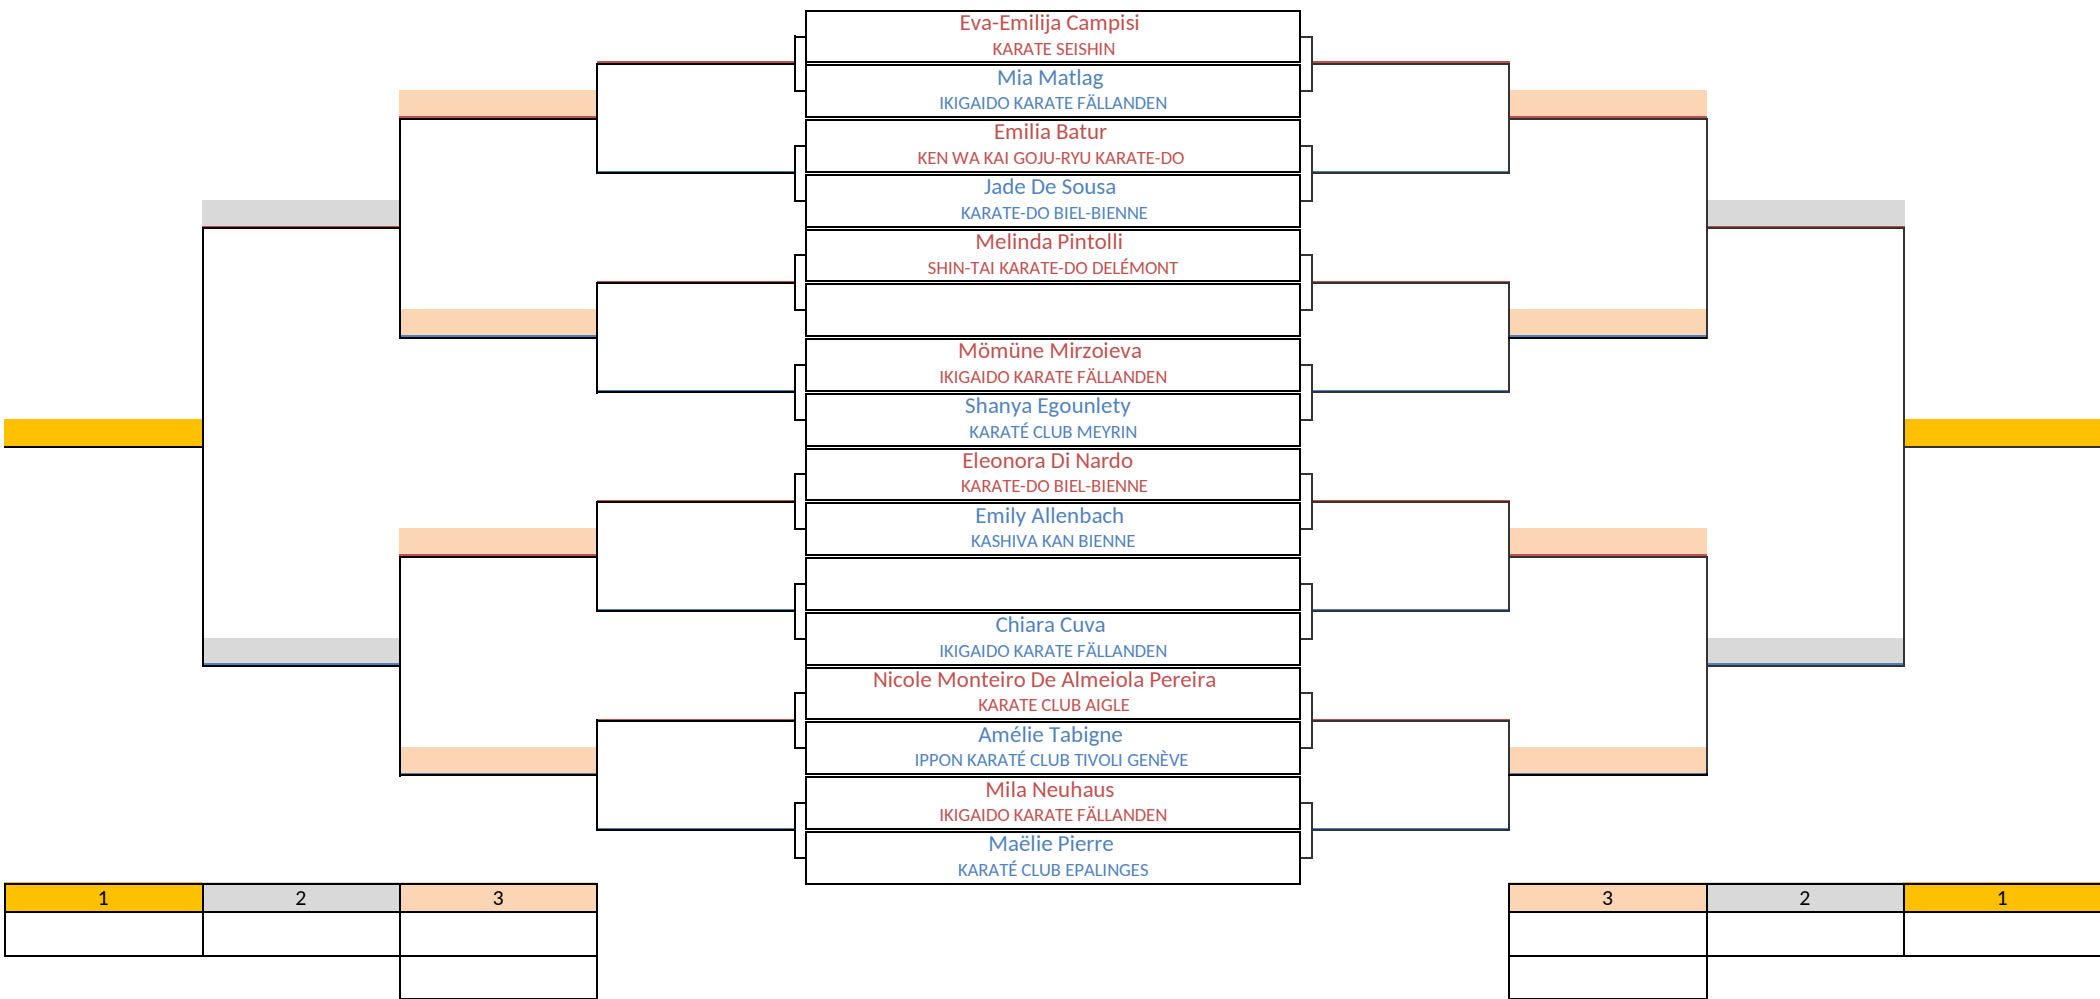 Eva-Emilija Campisi
KARATE SEISHIN
Mia Matlag
IKIGAIDO KARATE FÄLLANDEN
Emilia Batur
KEN WA KAI GOJU-RYU KARATE-DO
Jade De Sousa
KARATE-DO BIEL-BIENNE
Melinda Pintolli
SHIN-TAI KARATE-DO DELÉMONT
Mömüne Mirzoieva
IKIGAIDO KARATE FÄLLANDEN
Shanya Egounlety
KARATÉ CLUB MEYRIN
Eleonora Di Nardo
KARATE-DO BIEL-BIENNE
Emily Allenbach
KASHIVA KAN BIENNE
Chiara Cuva
IKIGAIDO KARATE FÄLLANDEN
Nicole Monteiro De Almeiola Pereira
KARATE CLUB AIGLE
Amélie Tabigne
IPPON KARATÉ CLUB TIVOLI GENÈVE
Mila Neuhaus
IKIGAIDO KARATE FÄLLANDEN
Maëlie Pierre
KARATÉ CLUB EPALINGES
1 2 3 3 2 1